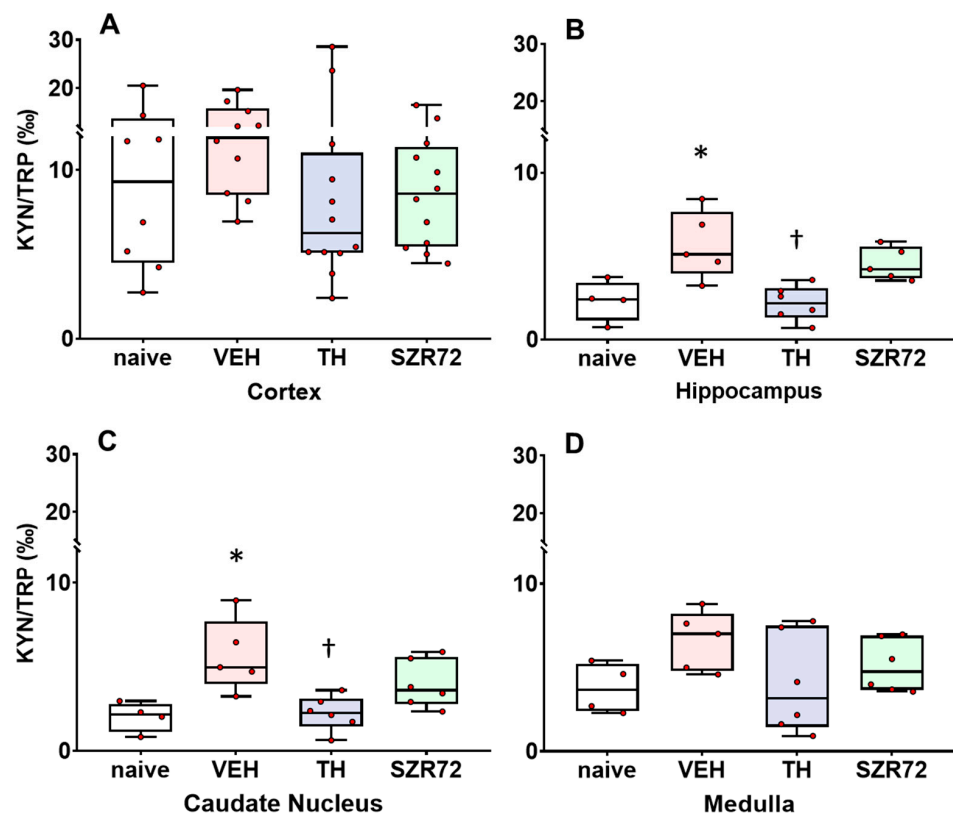 A
KYN/TRP (‰)
30
20
10
0
naive VEH TH SZR72
Cortex
B
30
20
10
0
*
†
naive VEH TH SZR72
Hippocampus
C
KYN/TRP (‰)
30
20
10
0
*
†
naive VEH TH SZR72
Caudate Nucleus
D
30
20
10
0
naive VEH TH SZR72
Medulla